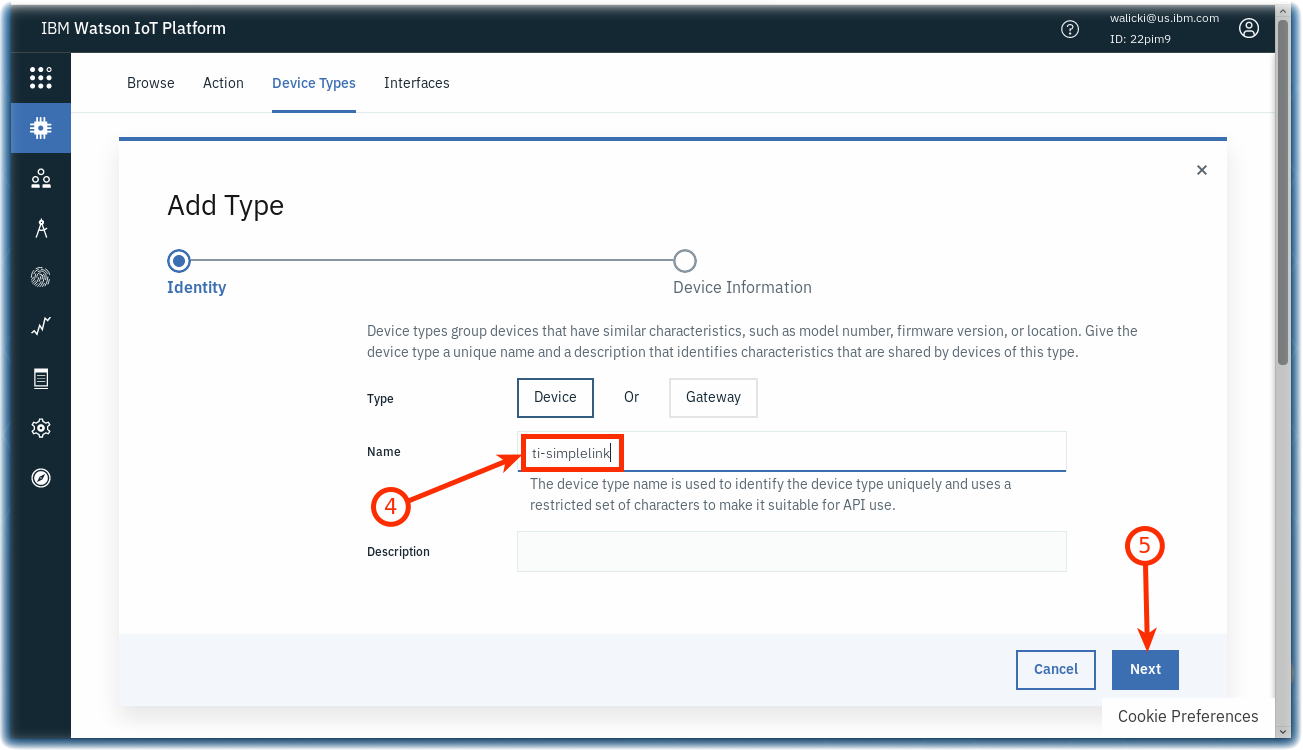 IBM Watson IoT Platform
walicki@us.ibm.com
ID: 22pim9
Browse
Action
Device Types
Interfaces
Add Type
Identity
Device Information
Device types group devices that have similar characteristics, such as model number, firmware version, or location. Give the
device type a unique name and a description that identifies characteristics that are shared by devices of this type.
Type
Device
Or
Gateway
Name
ti-simplelink
The device type name is used to identify the device type uniquely and uses a
restricted set of characters to make it suitable for API use.
4
Description
5
Cancel
Next
Cookie Preferences